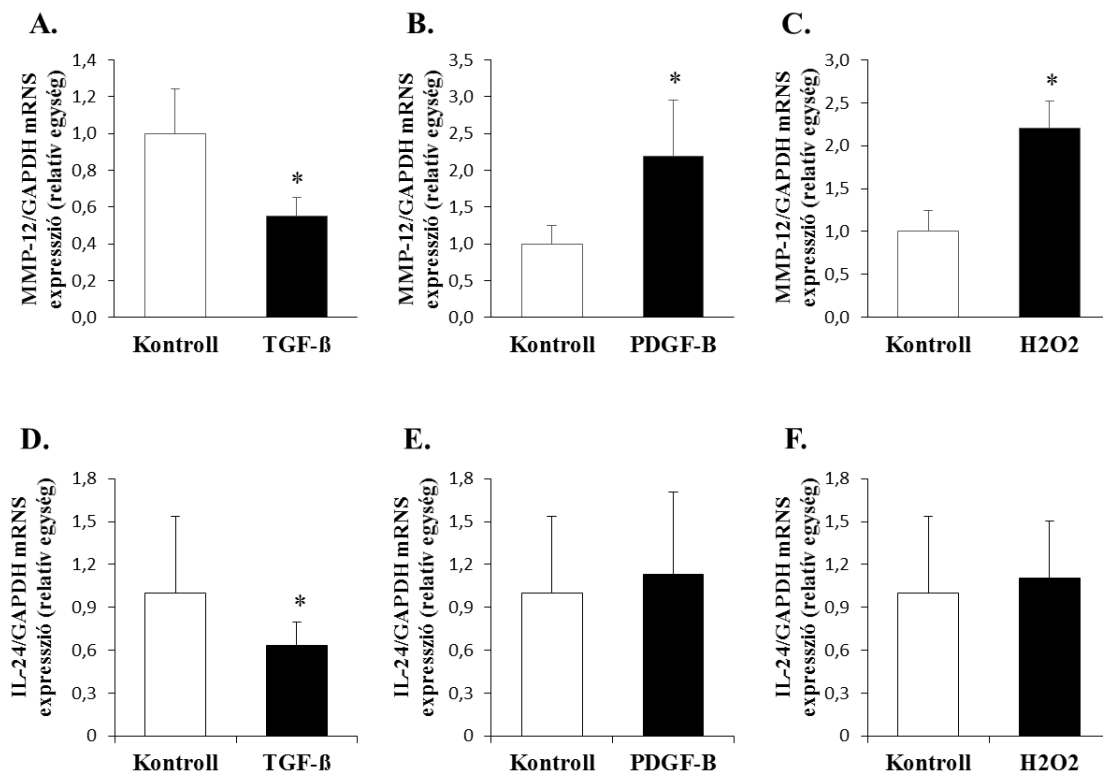 A.
MMP-12/GAPDH mRNS
expresszió (relatív egység)
1,4
1,2
1,0
0,8
0,6
0,4
0,2
0,0
*
Kontroll TGF-ß
B.
MMP-12/GAPDH mRNS
expresszió (relatív egység)
3,5
3,0
2,5
2,0
1,5
1,0
0,5
0,0
*
Kontroll PDGF-B
C.
MMP-12/GAPDH mRNS
expresszió (relatív egység)
3,0
2,5
2,0
1,5
1,0
0,5
0,0
*
Kontroll H2O2
D.
IL-24/GAPDH mRNS
expresszió (relatív egység)
1,8
1,5
1,2
0,9
0,6
0,3
0
*
Kontroll TGF-ß
E.
IL-24/GAPDH mRNS
expresszió (relatív egység)
1,8
1,5
1,2
0,9
0,6
0,3
0
Kontroll PDGF-B
F.
IL-24/GAPDH mRNS
expresszió (relatív egység)
1,8
1,5
1,2
0,9
0,6
0,3
0
Kontroll H2O2